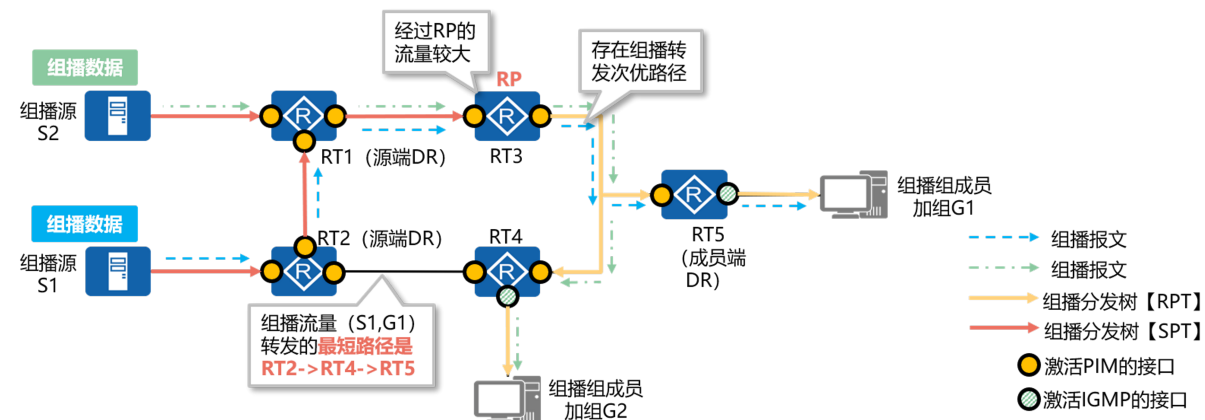 经过RP的
流量较大
存在组播转
发次优路径
组播数据
RP
组播源
S2
R
R
RT1（源端DR）
RT3
组播数据
R
组播组成员
加组G1
RT5
（成员端
DR）
RT2（源端DR）
RT4
组播源
S1
R
R
组播流量（S1,G1）
转发的最短路径是
RT2->RT4->RT5
组播组成员
加组G2
组播报文
组播报文
组播分发树【RPT】
组播分发树【SPT】
激活PIM的接口
激活IGMP的接口